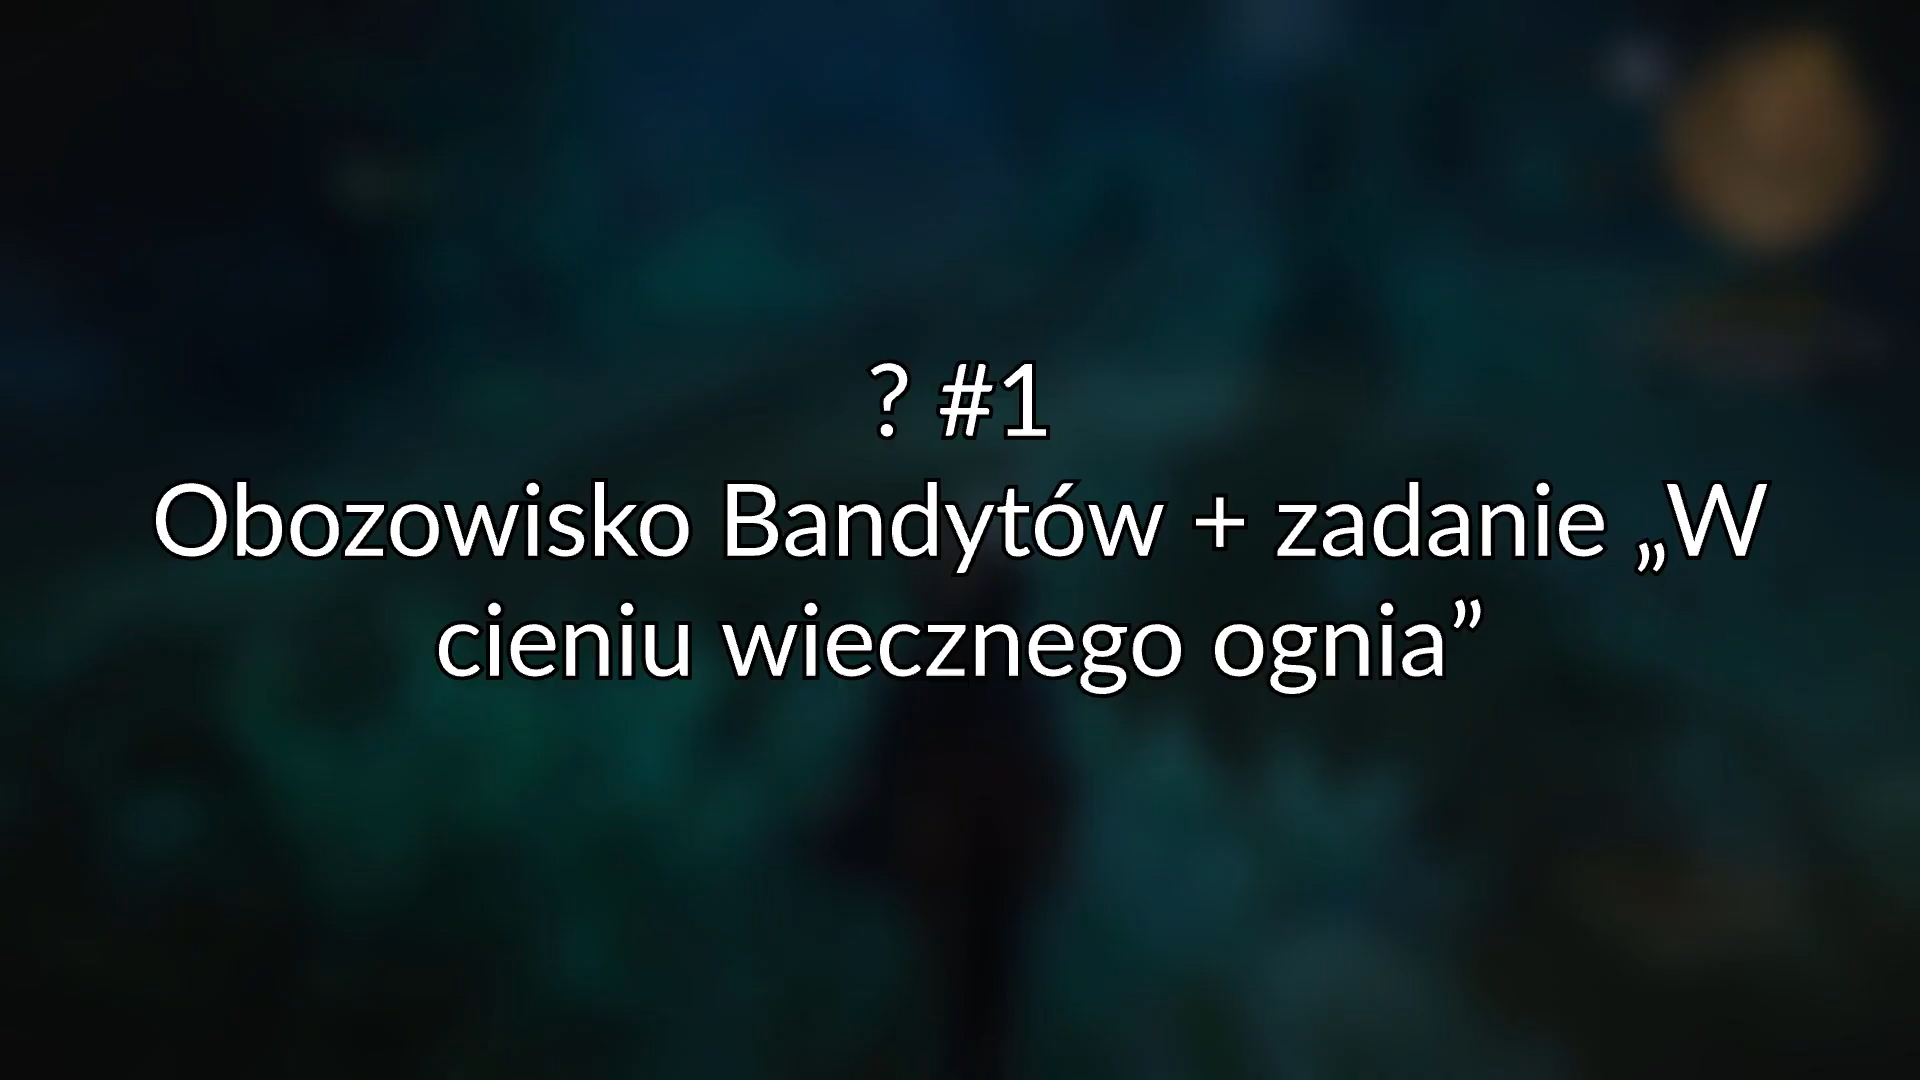 ? #1
Obozowisko Bandytów + zadanie „W
cieniu wiecznego ognia”